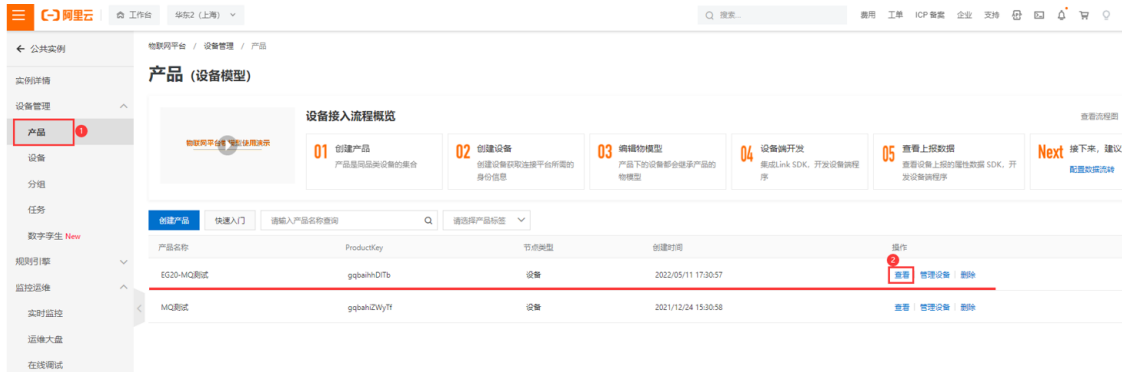 阿里云 工作台 华东2（上海） 搜索... 费用 工单 ICP 备案 企业 支持
公共实例
物联网平台 / 设备管理 / 产品
产品（设备模型）
实例详情
设备管理
产品 1
设备
分组
任务
数字孪生 New
规则引擎
监控运维
实时监控
运维大盘
在线调试
设备接入流程概览 查看流程图
01 创建产品
产品是同品类设备的集合
02 创建设备
创建设备获取连接平台所需的
身份信息
03 编辑物模型
产品下的设备都会继承产品的
物模型
04 设备端开发
集成Link SDK，开发设备端程
序
05 查看上报数据
查看设备上报的属性数据 SDK，开
发设备端程序
Next 接下来，建议
配置数据流转
创建产品 快速入门 请输入产品名称查询 请选择产品标签
产品名称 ProductKey 节点类型 创建时间 操作
2
EG20-MQ测试 gqbaihhDITb 设备 2022/05/11 17:30:57 查看 管理设备 删除
MQ测试 gqbahiZWyTf 设备 2021/12/24 15:30:58 查看 管理设备 删除